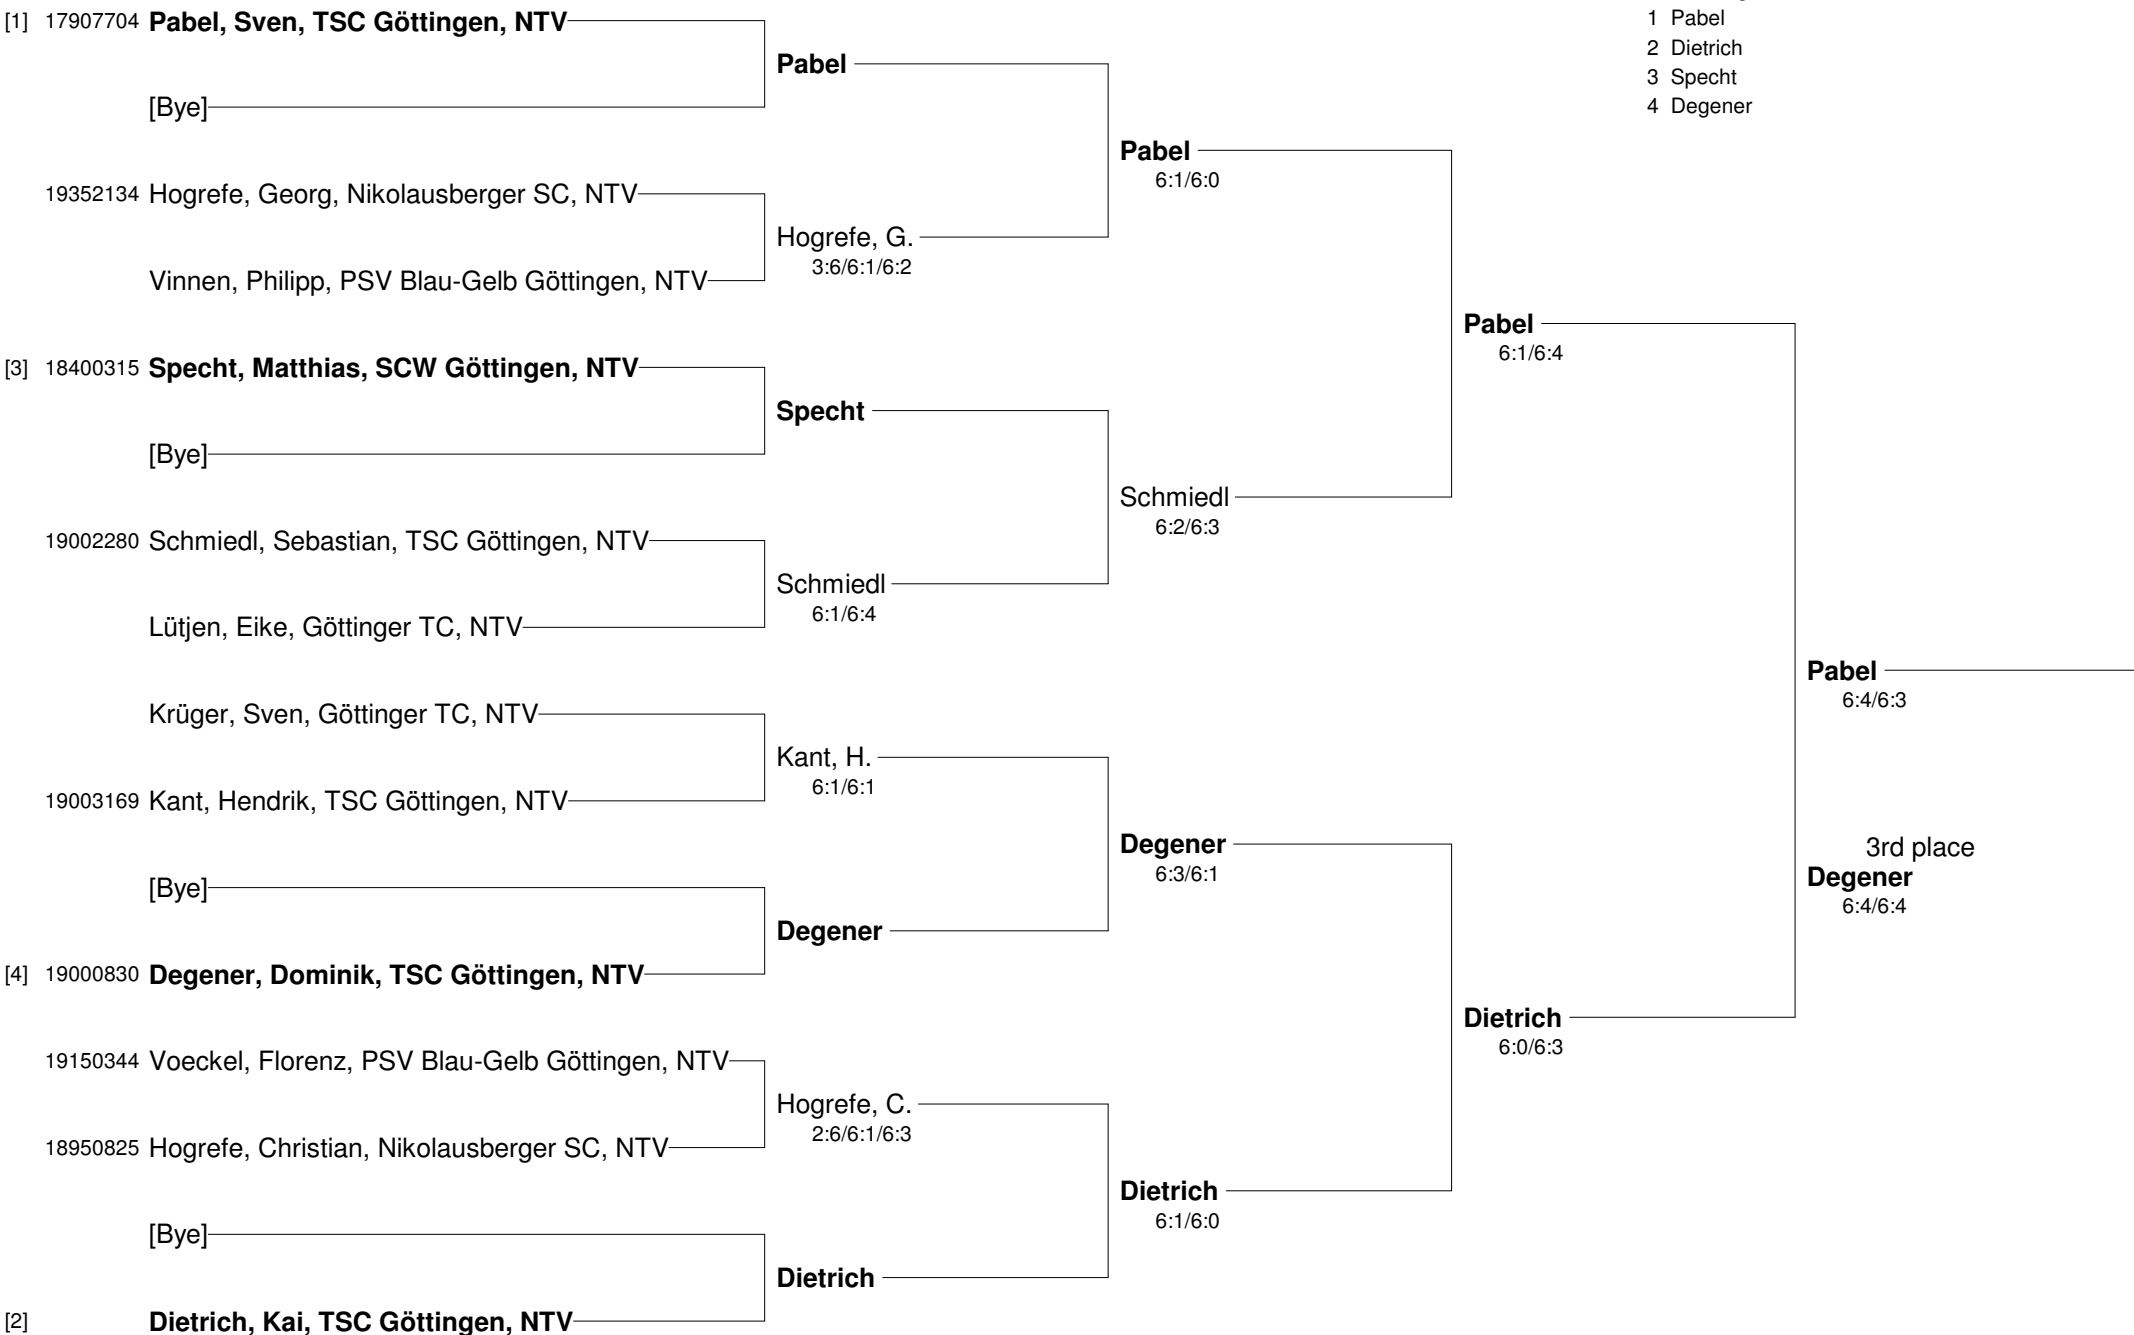 1 Pabel
2 Dietrich
3 Specht
4 Degener
[1] 17907704 Pabel, Sven, TSC Göttingen, NTV
Pabel
[Bye]
Pabel
6:1/6:0
19352134 Hogrefe, Georg, Nikolausberger SC, NTV
Hogrefe, G.
3:6/6:1/6:2
Vinnen, Philipp, PSV Blau-Gelb Göttingen, NTV
Pabel
6:1/6:4
[3] 18400315 Specht, Matthias, SCW Göttingen, NTV
Specht
[Bye]
Schmiedl
6:2/6:3
19002280 Schmiedl, Sebastian, TSC Göttingen, NTV
Schmiedl
6:1/6:4
Lütjen, Eike, Göttinger TC, NTV
Pabel
6:4/6:3
Krüger, Sven, Göttinger TC, NTV
Kant, H.
6:1/6:1
19003169 Kant, Hendrik, TSC Göttingen, NTV
Degener
6:3/6:1
3rd place
Degener
6:4/6:4
[Bye]
Degener
[4] 19000830 Degener, Dominik, TSC Göttingen, NTV
Dietrich
6:0/6:3
19150344 Voeckel, Florenz, PSV Blau-Gelb Göttingen, NTV
Hogrefe, C.
2:6/6:1/6:3
18950825 Hogrefe, Christian, Nikolausberger SC, NTV
Dietrich
6:1/6:0
[Bye]
Dietrich
[2] Dietrich, Kai, TSC Göttingen, NTV